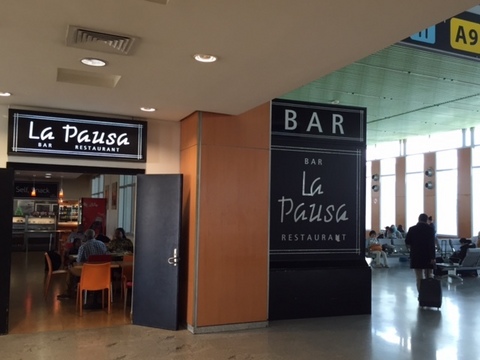 La Pausa
BAR RESTAURANT
BAR
BAR
La
Pausa
RESTAURANT
A9